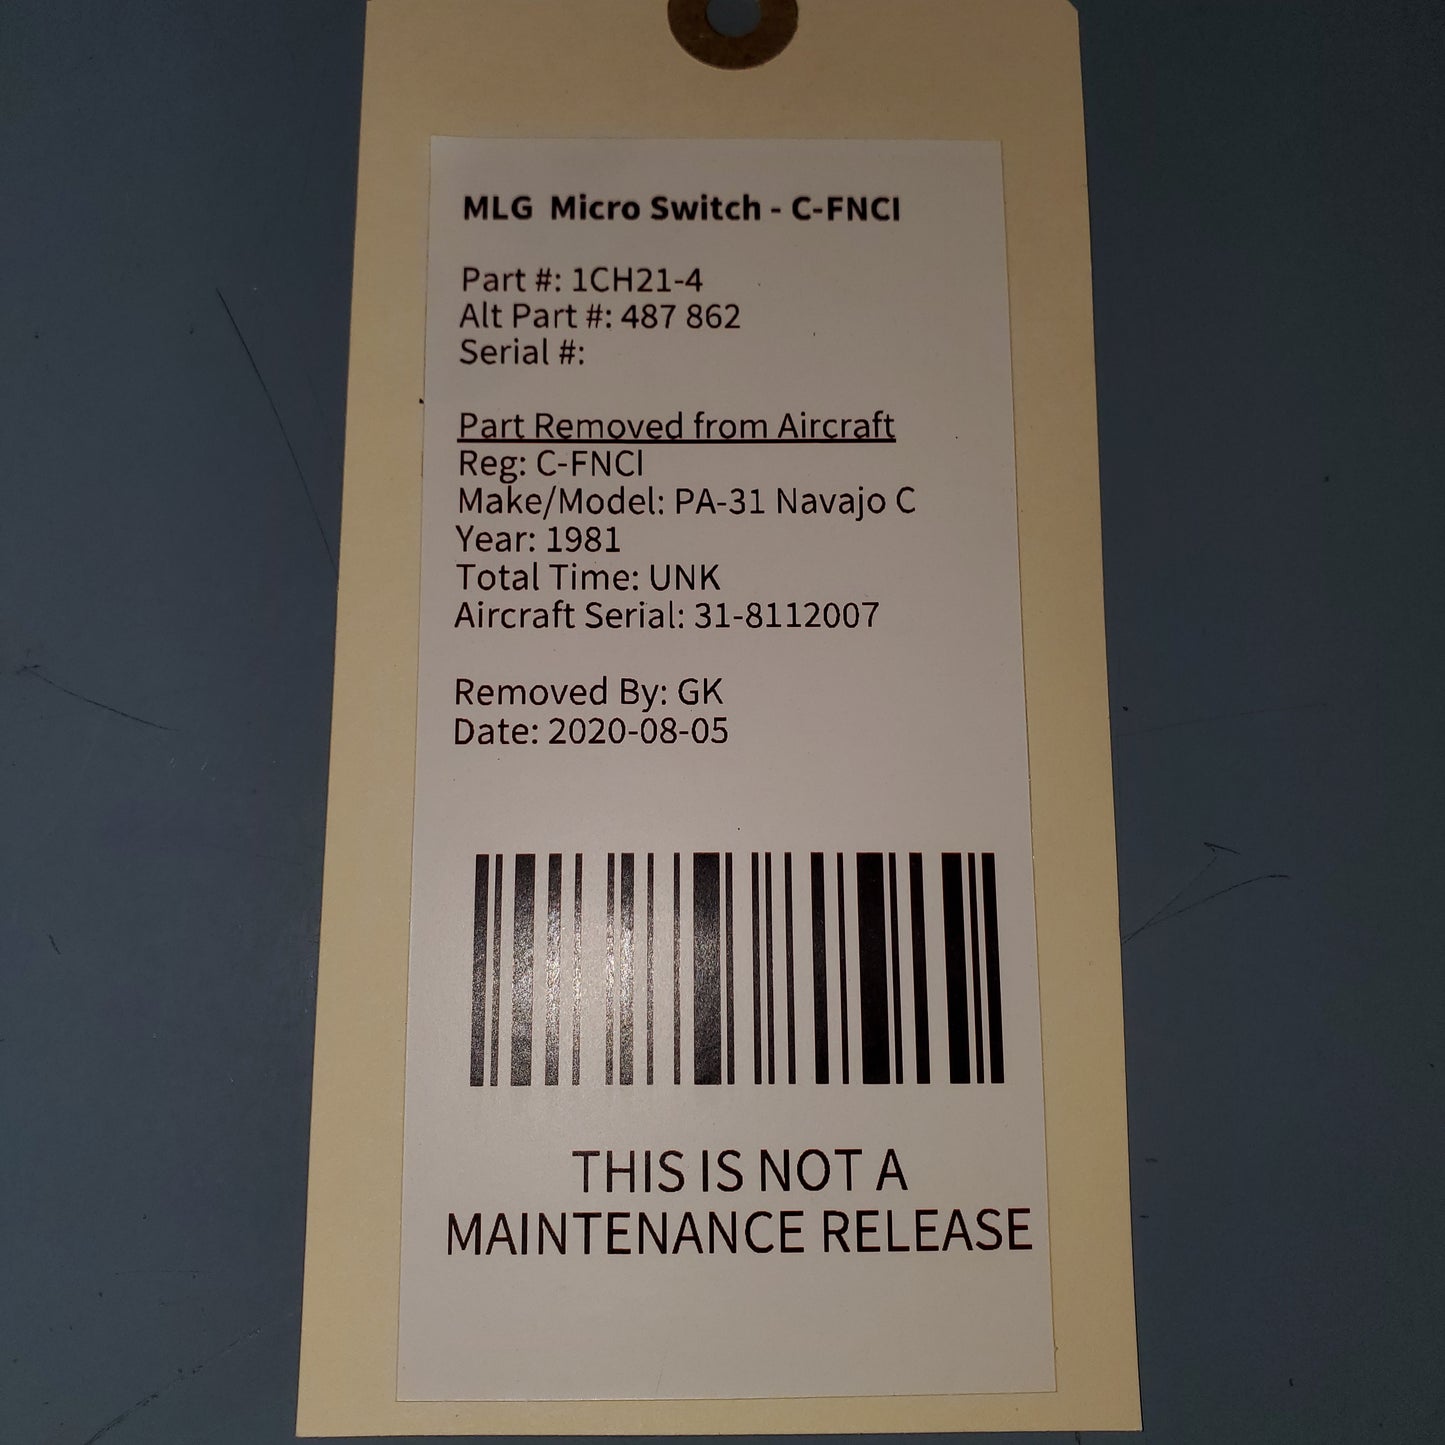 MLG  Micro Switch - C-FNCI
Part #: 1CH21-4
Alt Part #: 487 862
Serial #:
Part Removed from Aircraft
Reg: C-FNCI
Make/Model: PA-31 Navajo C
Year: 1981
Total Time: UNK
Aircraft Serial: 31-8112007
Removed By: GK
Date: 2020-08-05
THIS IS NOT A
MAINTENANCE RELEASE